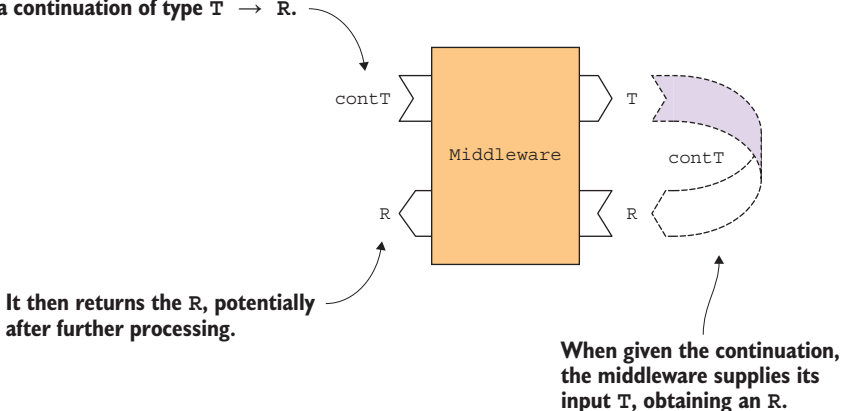 a continuation of type T → R.
contT
T
Middleware
contT
R
R
It then returns the R, potentially
after further processing.
When given the continuation,
the middleware supplies its
input T, obtaining an R.